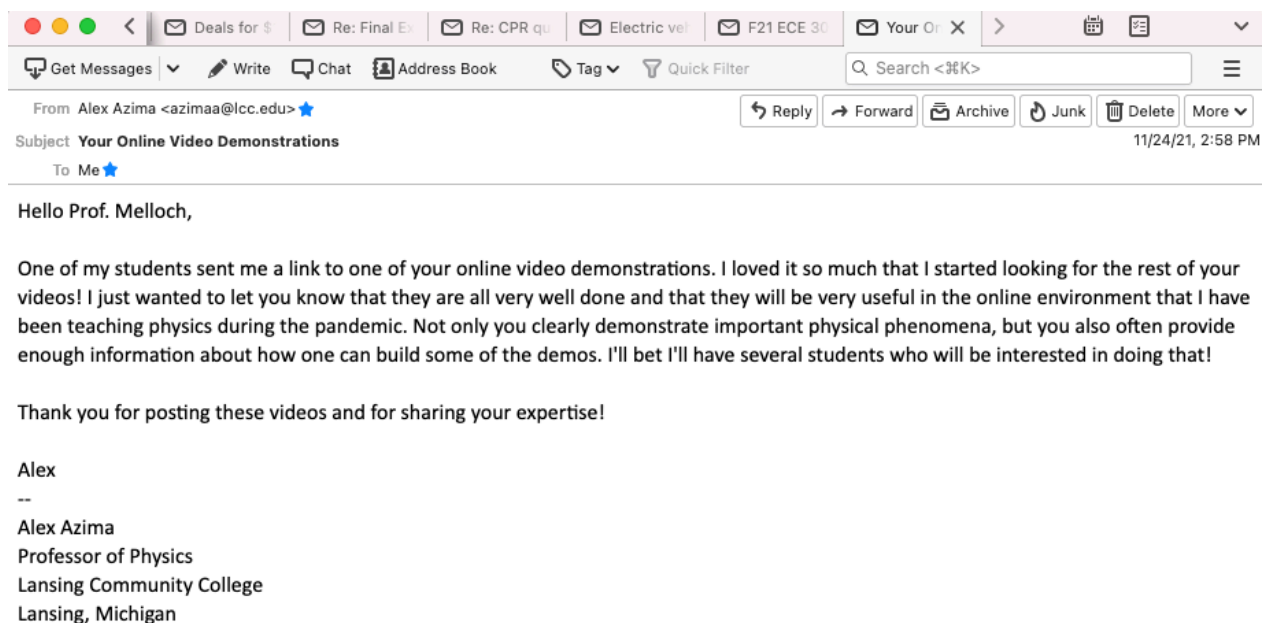 Deals for $ Re: Final Ex Re: CPR qu Electric veh F21 ECE 30 Your On
Get Messages Write Chat Address Book Tag Quick Filter Search <⌘K>
From Alex Azima <azimaa@lcc.edu> Reply Forward Archive Junk Delete More
Subject Your Online Video Demonstrations 11/24/21, 2:58 PM
To Me
Hello Prof. Melloch,
One of my students sent me a link to one of your online video demonstrations. I loved it so much that I started looking for the rest of your
videos! I just wanted to let you know that they are all very well done and that they will be very useful in the online environment that I have
been teaching physics during the pandemic. Not only you clearly demonstrate important physical phenomena, but you also often provide
enough information about how one can build some of the demos. I'll bet I'll have several students who will be interested in doing that!
Thank you for posting these videos and for sharing your expertise!
Alex
--
Alex Azima
Professor of Physics
Lansing Community College
Lansing, Michigan